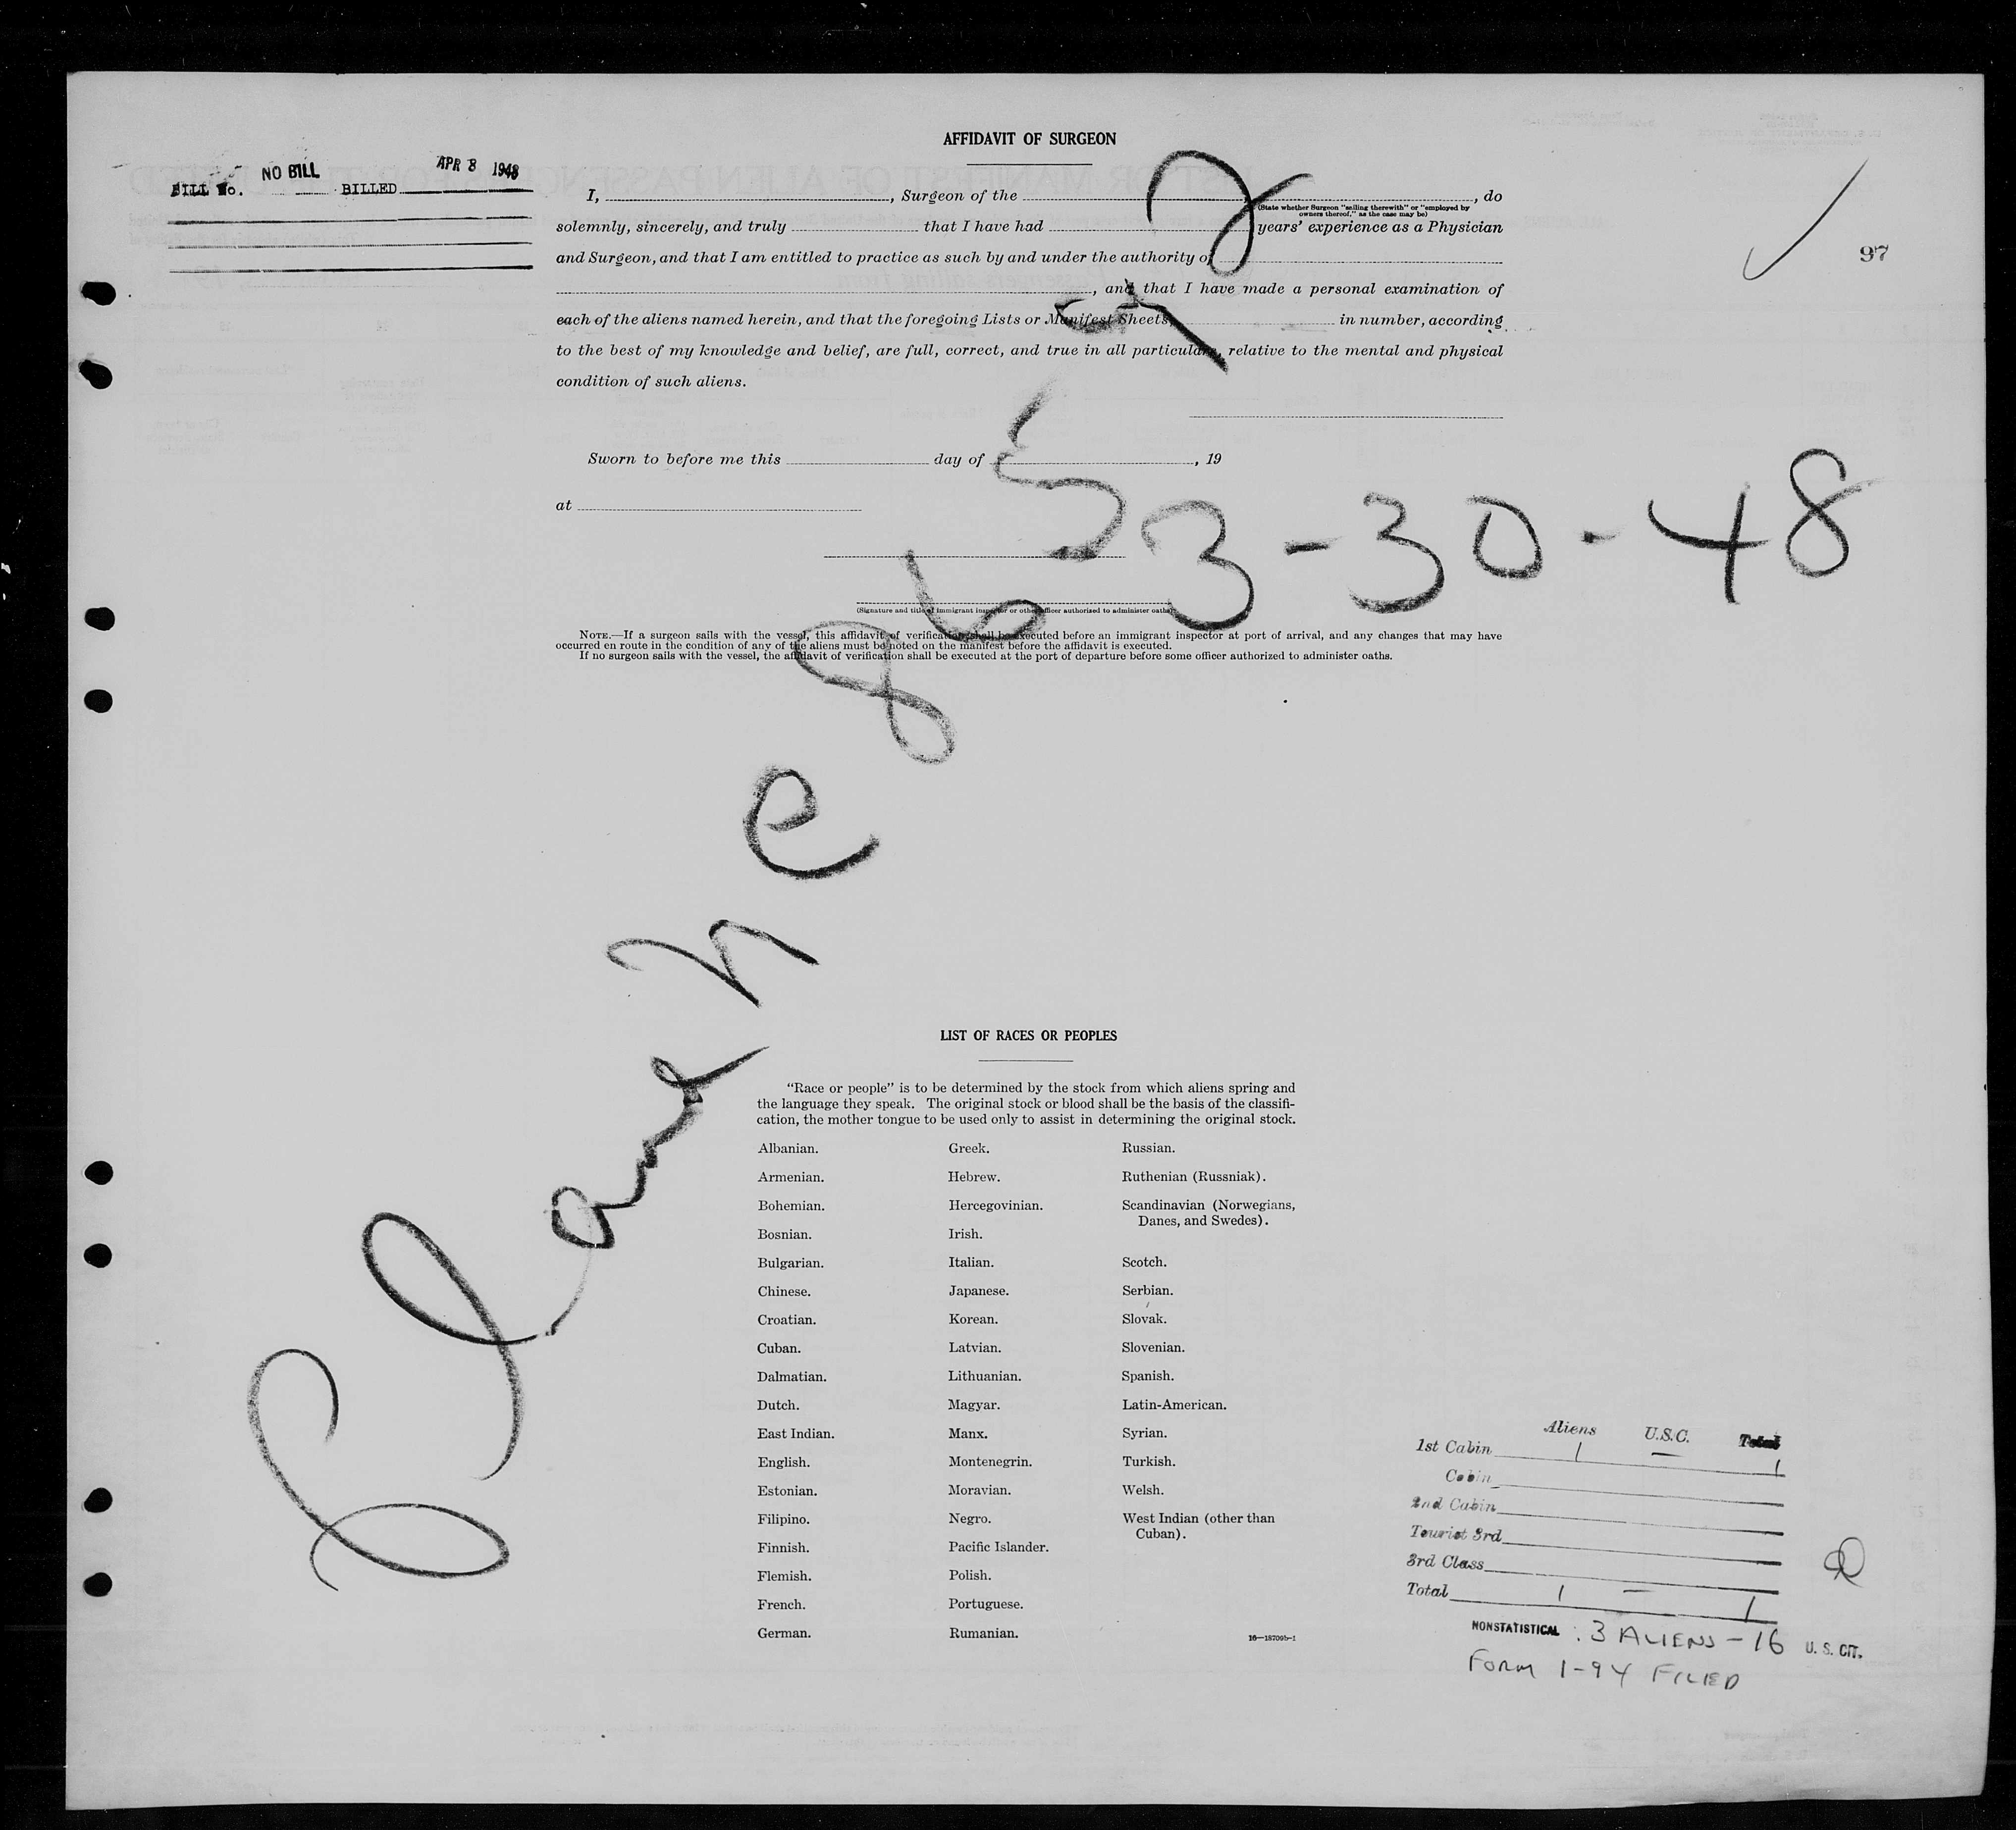 AFFIDAVIT OF SURGEON
BILL No. NO BILL BILLED APR 8 1948
I, , Surgeon of the , do
(State whether Surgeon "sailing therewith" or "employed by
owners thereof," as the case may be)
solemnly, sincerely, and truly that I have had years' experience as a Physician
and Surgeon, and that I am entitled to practice as such by and under the authority of
97
, and that I have made a personal examination of
each of the aliens named herein, and that the foregoing Lists or Manifest Sheets, in number, according
to the best of my knowledge and belief, are full, correct, and true in all particulars, relative to the mental and physical
condition of such aliens.
Sworn to before me this day of , 19
at
3-30-48
(Signature and title of immigrant inspector or other officer authorized to administer oaths)
NOTE.—If a surgeon sails with the vessel, this affidavit of verification shall be executed before an immigrant inspector at port of arrival, and any changes that may have
occurred en route in the condition of any of the aliens must be noted on the manifest before the affidavit is executed.
If no surgeon sails with the vessel, the affidavit of verification shall be executed at the port of departure before some officer authorized to administer oaths.
LIST OF RACES OR PEOPLES
"Race or people" is to be determined by the stock from which aliens spring and
the language they speak. The original stock or blood shall be the basis of the classifi-
cation, the mother tongue to be used only to assist in determining the original stock.
Albanian.
Armenian.
Bohemian.
Bosnian.
Bulgarian.
Chinese.
Croatian.
Cuban.
Dalmatian.
Dutch.
East Indian.
English.
Estonian.
Filipino.
Finnish.
Flemish.
French.
German.
Greek.
Hebrew.
Hercegovinian.
Irish.
Italian.
Japanese.
Korean.
Latvian.
Lithuanian.
Magyar.
Manx.
Montenegrin.
Moravian.
Negro.
Pacific Islander.
Polish.
Portuguese.
Rumanian.
Russian.
Ruthenian (Russniak).
Scandinavian (Norwegians,
Danes, and Swedes).
Scotch.
Serbian.
Slovak.
Slovenian.
Spanish.
Latin-American.
Syrian.
Turkish.
Welsh.
West Indian (other than
Cuban).
16—18709b-1
Aliens U.S.C. Total
1st Cabin 1 — 1
Cabin
2nd Cabin
Tourist 3rd
3rd Class
Total 1 — 1
NONSTATISTICAL : 3 ALIENS - 16 U. S. CIT.
FORM 1-94 FILED